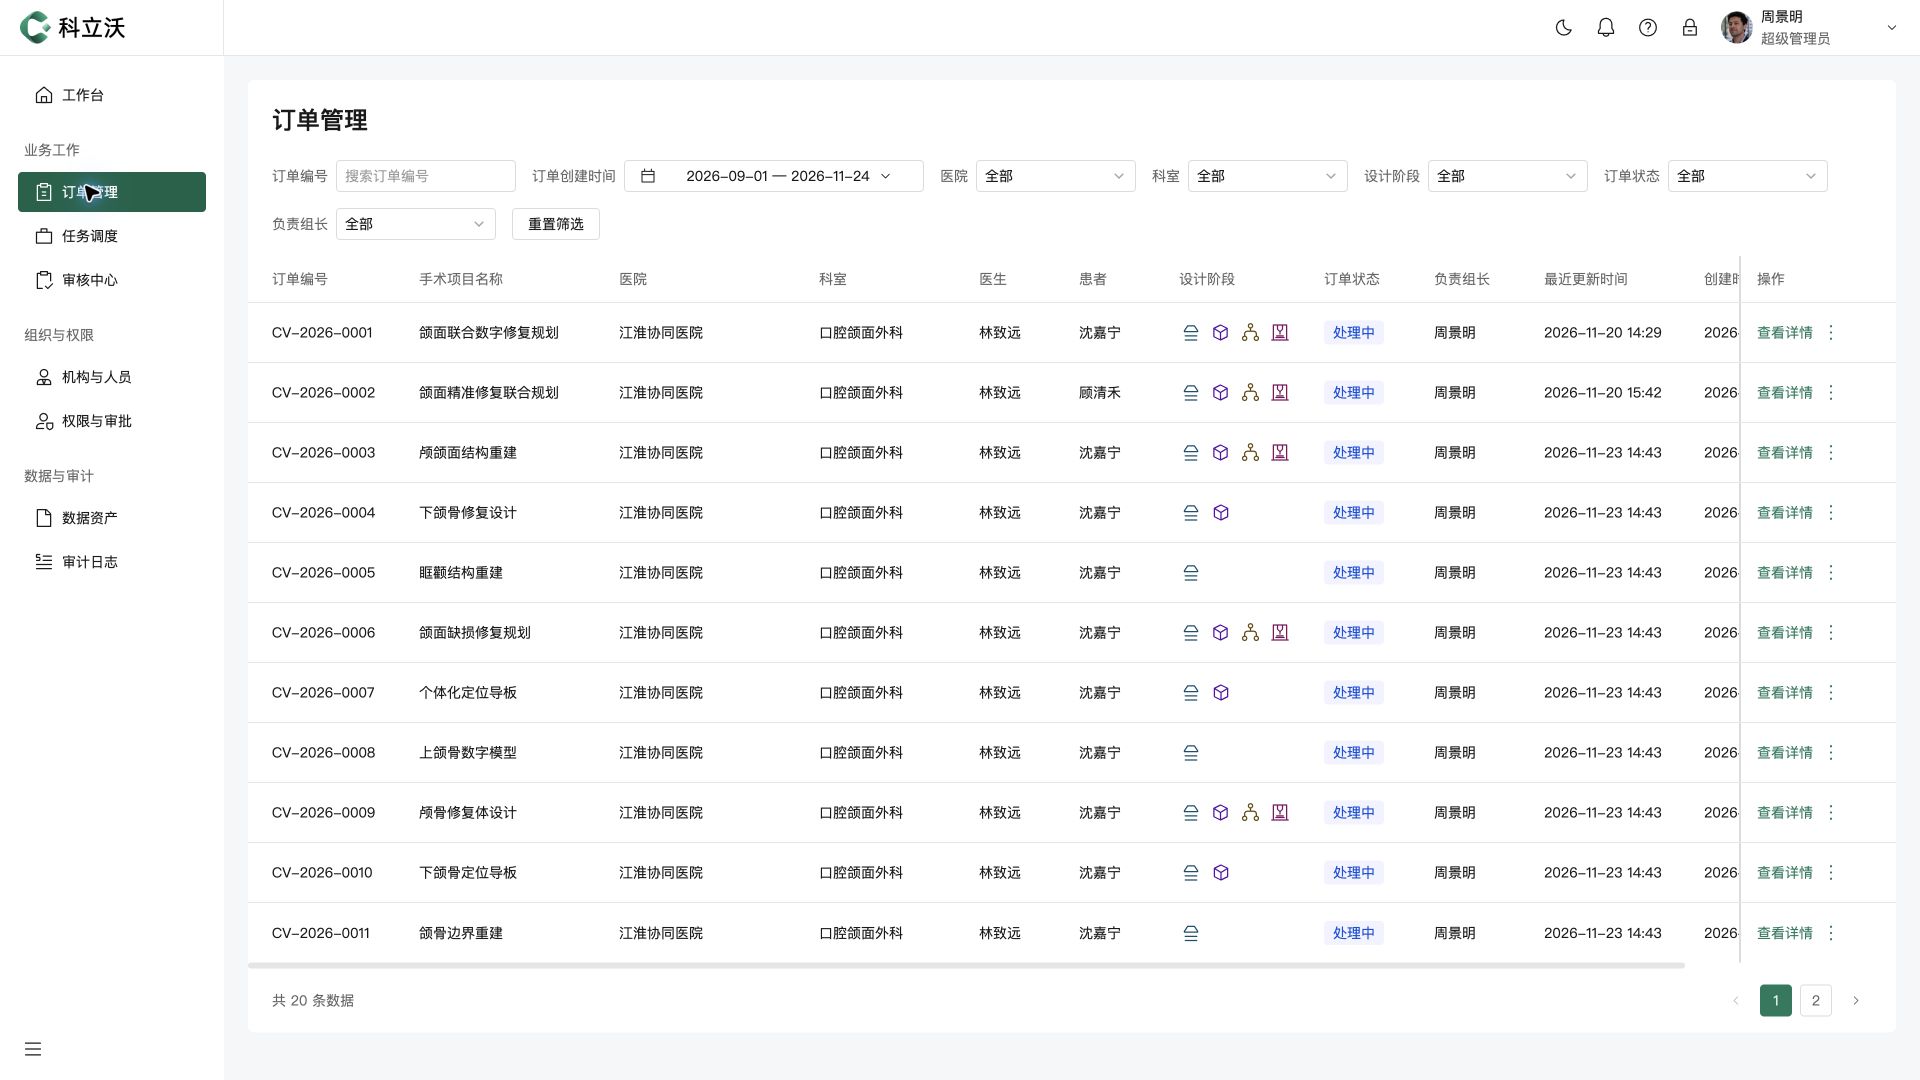 科立沃
周景明
超级管理员
工作台
业务工作
订单管理
任务调度
审核中心
组织与权限
机构与人员
权限与审批
数据与审计
数据资产
审计日志
订单管理
订单编号 搜索订单编号 订单创建时间 2026-09-01 — 2026-11-24 医院 全部 科室 全部 设计阶段 全部 订单状态 全部
负责组长 全部 重置筛选
订单编号 手术项目名称 医院 科室 医生 患者 设计阶段 订单状态 负责组长 最近更新时间 创建时 操作
CV-2026-0001 颌面联合数字修复规划 江淮协同医院 口腔颌面外科 林致远 沈嘉宁 处理中 周景明 2026-11-20 14:29 2026- 查看详情
CV-2026-0002 颌面精准修复联合规划 江淮协同医院 口腔颌面外科 林致远 顾清禾 处理中 周景明 2026-11-20 15:42 2026- 查看详情
CV-2026-0003 颅颌面结构重建 江淮协同医院 口腔颌面外科 林致远 沈嘉宁 处理中 周景明 2026-11-23 14:43 2026- 查看详情
CV-2026-0004 下颌骨修复设计 江淮协同医院 口腔颌面外科 林致远 沈嘉宁 处理中 周景明 2026-11-23 14:43 2026- 查看详情
CV-2026-0005 眶颧结构重建 江淮协同医院 口腔颌面外科 林致远 沈嘉宁 处理中 周景明 2026-11-23 14:43 2026- 查看详情
CV-2026-0006 颌面缺损修复规划 江淮协同医院 口腔颌面外科 林致远 沈嘉宁 处理中 周景明 2026-11-23 14:43 2026- 查看详情
CV-2026-0007 个体化定位导板 江淮协同医院 口腔颌面外科 林致远 沈嘉宁 处理中 周景明 2026-11-23 14:43 2026- 查看详情
CV-2026-0008 上颌骨数字模型 江淮协同医院 口腔颌面外科 林致远 沈嘉宁 处理中 周景明 2026-11-23 14:43 2026- 查看详情
CV-2026-0009 颅骨修复体设计 江淮协同医院 口腔颌面外科 林致远 沈嘉宁 处理中 周景明 2026-11-23 14:43 2026- 查看详情
CV-2026-0010 下颌骨定位导板 江淮协同医院 口腔颌面外科 林致远 沈嘉宁 处理中 周景明 2026-11-23 14:43 2026- 查看详情
CV-2026-0011 颌骨边界重建 江淮协同医院 口腔颌面外科 林致远 沈嘉宁 处理中 周景明 2026-11-23 14:43 2026- 查看详情
共 20 条数据 1 2